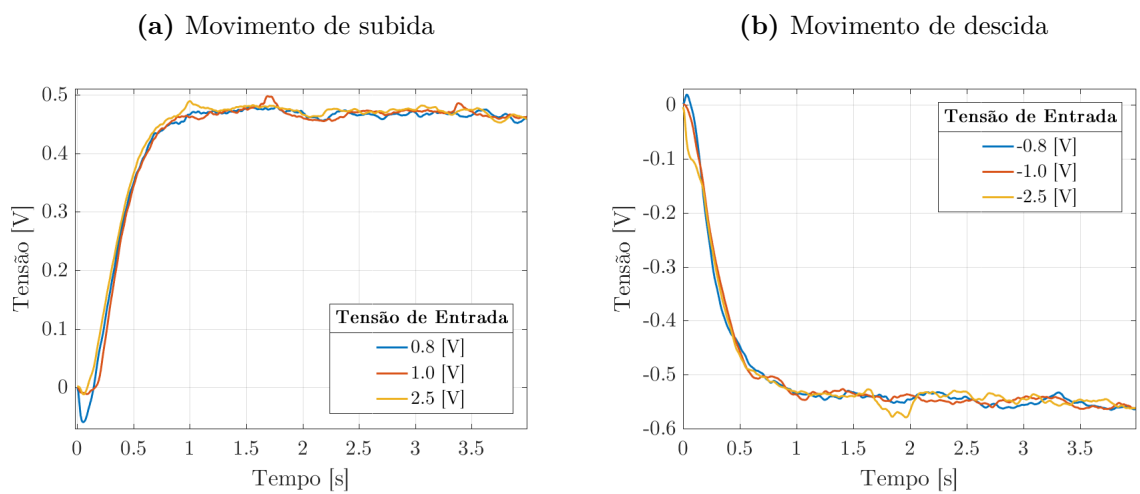 (a) Movimento de subida
0.5
0.4
0.3
0.2
0.1
0
Tensão [V]
0 0.5 1 1.5 2 2.5 3 3.5
Tempo [s]
Tensão de Entrada
0.8 [V]
1.0 [V]
2.5 [V]
(b) Movimento de descida
0
-0.1
-0.2
-0.3
-0.4
-0.5
-0.6
Tensão [V]
0 0.5 1 1.5 2 2.5 3 3.5
Tempo [s]
Tensão de Entrada
-0.8 [V]
-1.0 [V]
-2.5 [V]